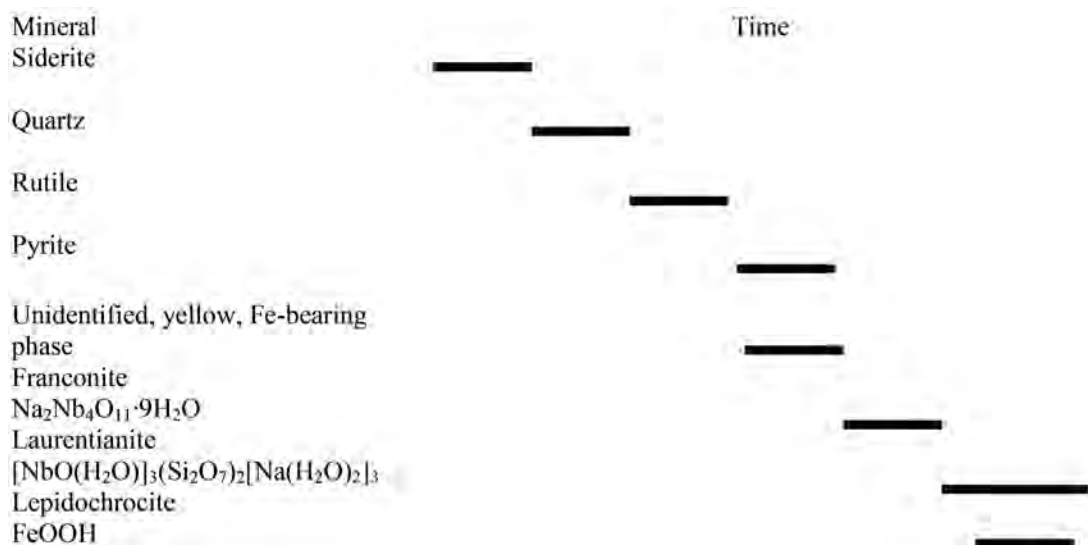 Mineral Time
Siderite
Quartz
Rutile
Pyrite
Unidentified, yellow, Fe-bearing
phase
Franconite
Na₂Nb₄O₁₁·9H₂O
Laurentianite
[NbO(H₂O)]₃(Si₂O₇)₂[Na(H₂O)₂]₃
Lepidochrocite
FeOOH